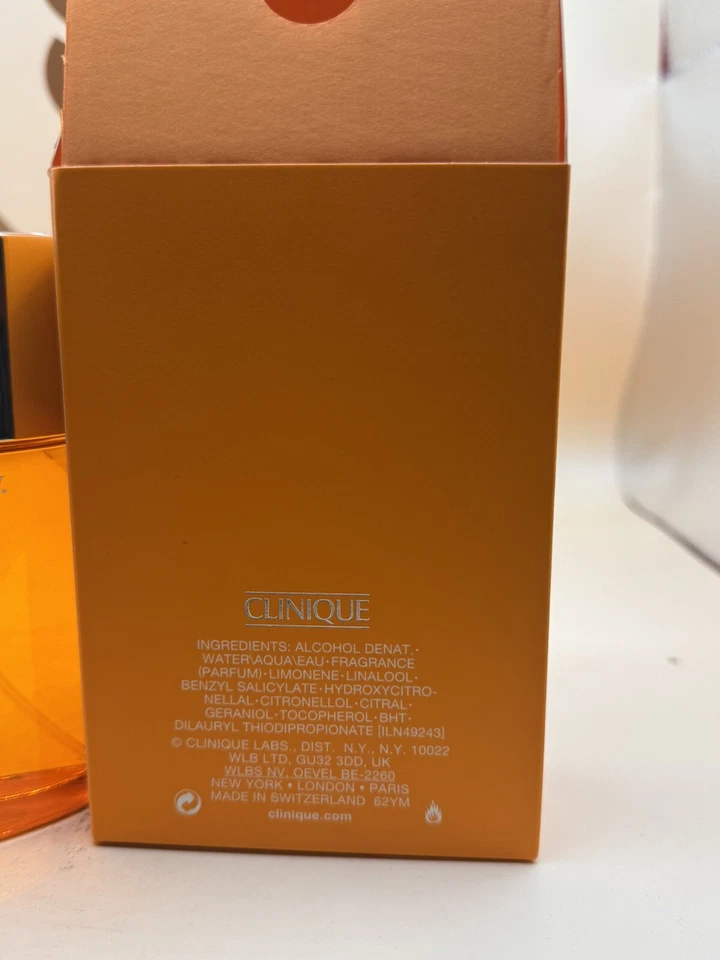 CLINIQUE
INGREDIENTS: ALCOHOL DENAT.•
WATER\AQUA\EAU•FRAGRANCE
(PARFUM)•LIMONENE•LINALOOL•
BENZYL SALICYLATE•HYDROXYCITRO-
NELLAL•CITRONELLOL•CITRAL•
GERANIOL•TOCOPHEROL•BHT•
DILAURYL THIODIPROPIONATE [ILN49243]
© CLINIQUE LABS., DIST. N.Y., N.Y. 10022
WLB LTD, GU32 3DD, UK
WLBS NV, OEVEL BE-2260
NEW YORK • LONDON • PARIS
MADE IN SWITZERLAND 62YM
clinique.com